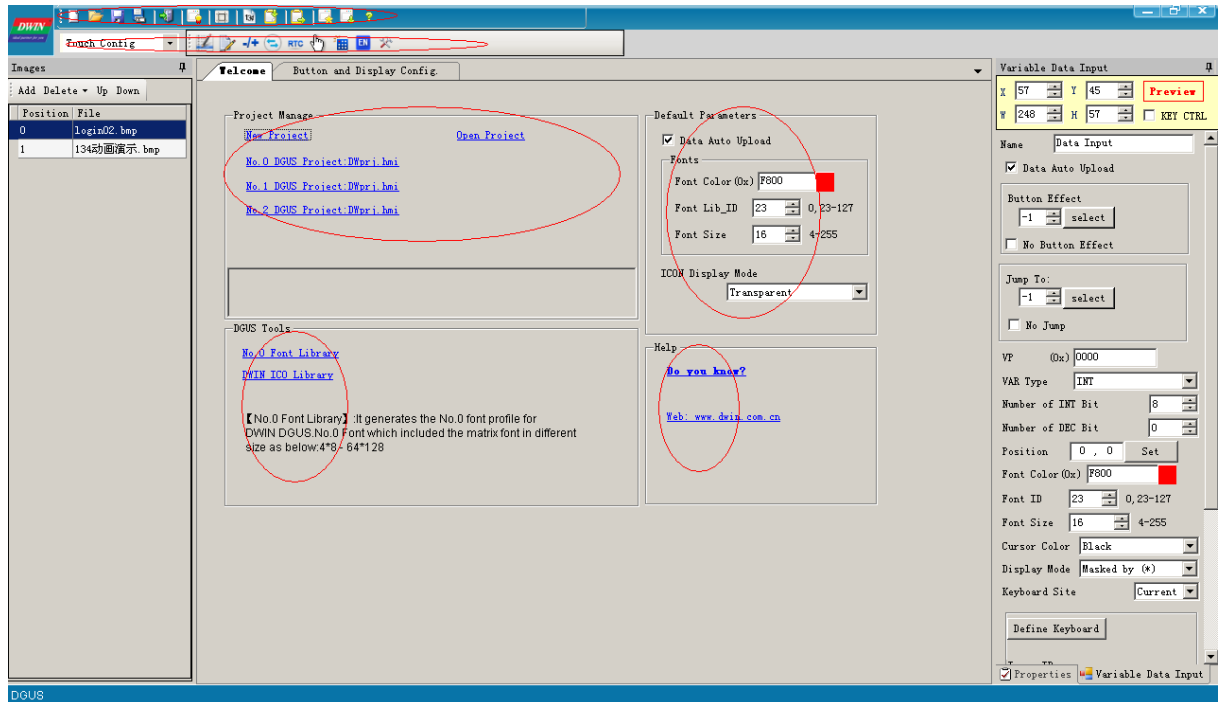 DWIN
Touch Config
RTC
EN
Images
Add Delete Up Down
Position File
0 login02.bmp
1 134动画演示.bmp
Welcome
Button and Display Config.
Project Manage
New Project
Open Project
No.0 DGUS Project:DWprj.hmi
No.1 DGUS Project:DWprj.hmi
No.2 DGUS Project:DWprj.hmi
DGUS Tools
No.0 Font Library
DWIN ICO Library
【No.0 Font Library】:It generates the No.0 font profile for
DWIN DGUS.No.0 Font which included the matrix font in different
size as below:4*8 - 64*128
Default Parameters
Data Auto Upload
Fonts
Font Color(0x) F800
Font Lib_ID 23 0,23-127
Font Size 16 4-255
ICON Display Mode
Transparent
Help
Do you know?
Web: www.dwin.com.cn
Variable Data Input
X 57 Y 45 Preview
W 248 H 57 KEY CTRL
Name Data Input
Data Auto Upload
Button Effect
-1 select
No Button Effect
Jump To:
-1 select
No Jump
VP (0x) 0000
VAR Type INT
Number of INT Bit 8
Number of DEC Bit 0
Position 0 , 0 Set
Font Color(0x) F800
Font ID 23 0,23-127
Font Size 16 4-255
Cursor Color Black
Display Mode Masked by (*)
Keyboard Site Current
Define Keyboard
Properties Variable Data Input
DGUS